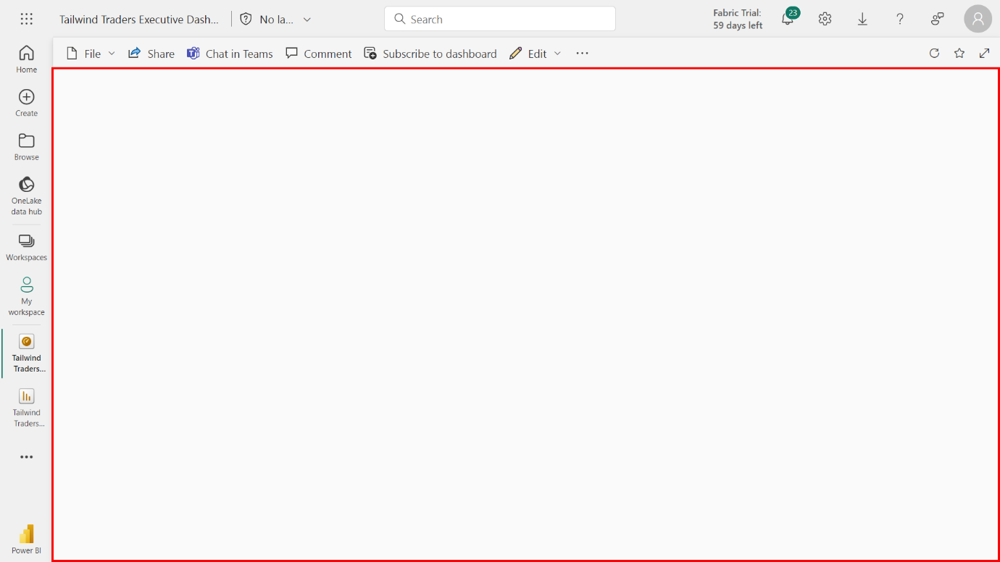 Tailwind Traders Executive Dash...
No la...
Search
Fabric Trial:
59 days left
23
File
Share
Chat in Teams
Comment
Subscribe to dashboard
Edit
Home
Create
Browse
OneLake
data hub
Workspaces
My
workspace
Tailwind
Traders...
Tailwind
Traders...
Power BI